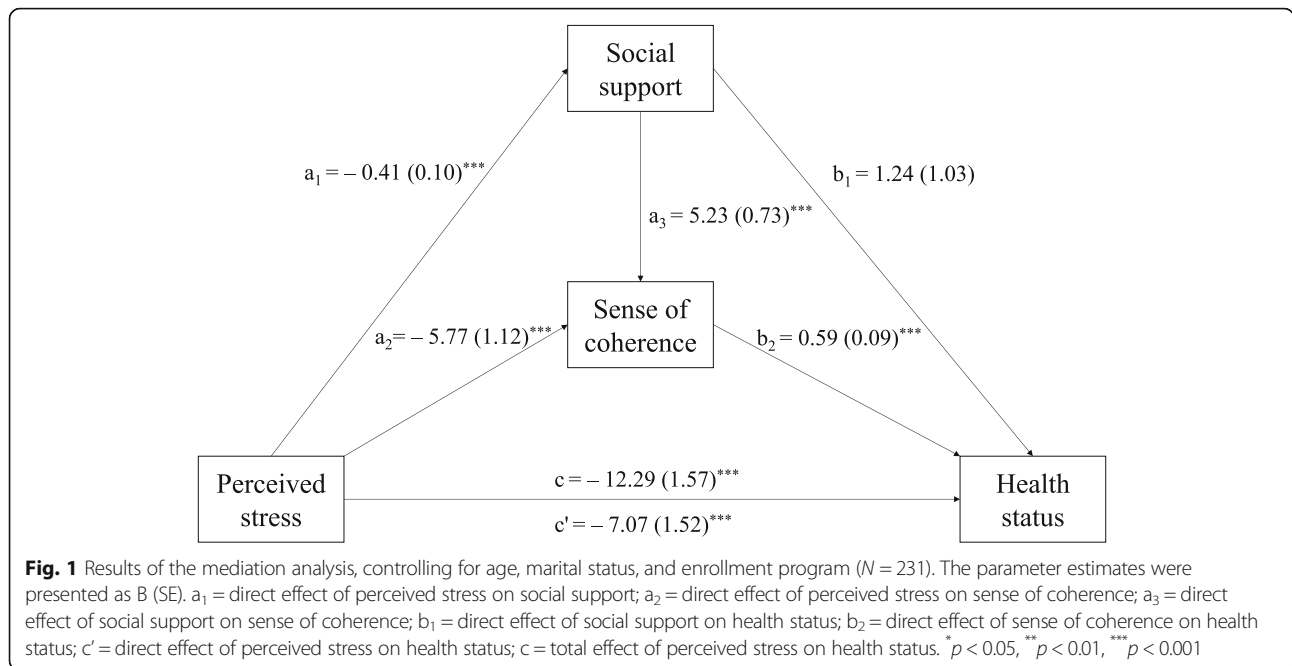 Social
support
a₁ = – 0.41 (0.10)***
b₁ = 1.24 (1.03)
a₃ = 5.23 (0.73)***
Sense of
coherence
a₂= – 5.77 (1.12)***
b₂ = 0.59 (0.09)***
Perceived
stress
c = – 12.29 (1.57)***
c' = – 7.07 (1.52)***
Health
status
Fig. 1 Results of the mediation analysis, controlling for age, marital status, and enrollment program (N = 231). The parameter estimates were
presented as B (SE). a₁ = direct effect of perceived stress on social support; a₂ = direct effect of perceived stress on sense of coherence; a₃ = direct
effect of social support on sense of coherence; b₁ = direct effect of social support on health status; b₂ = direct effect of sense of coherence on health
status; c’ = direct effect of perceived stress on health status; c = total effect of perceived stress on health status. *p < 0.05, **p < 0.01, ***p < 0.001